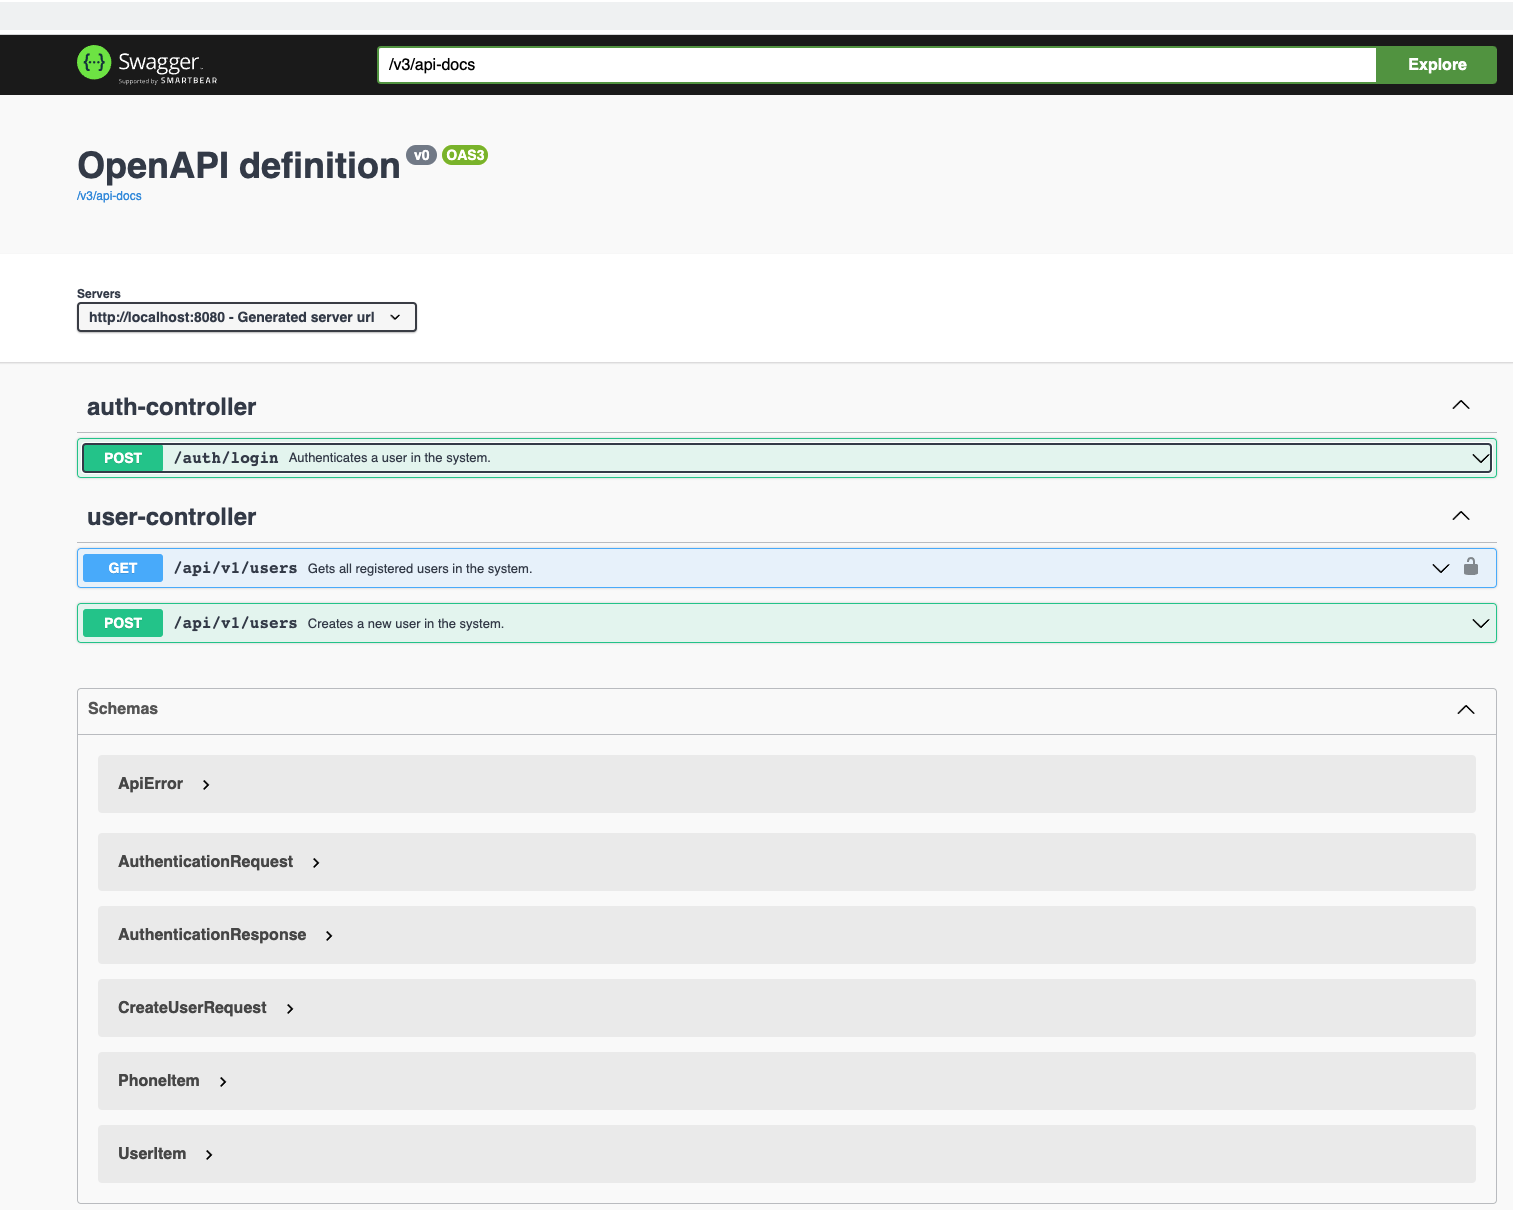 Swagger
Supported by SMARTBEAR
/v3/api-docs
Explore
OpenAPI definition v0 OAS3
/v3/api-docs
Servers
http://localhost:8080 - Generated server url
auth-controller
POST /auth/login Authenticates a user in the system.
user-controller
GET /api/v1/users Gets all registered users in the system.
POST /api/v1/users Creates a new user in the system.
Schemas
ApiError
AuthenticationRequest
AuthenticationResponse
CreateUserRequest
PhoneItem
UserItem